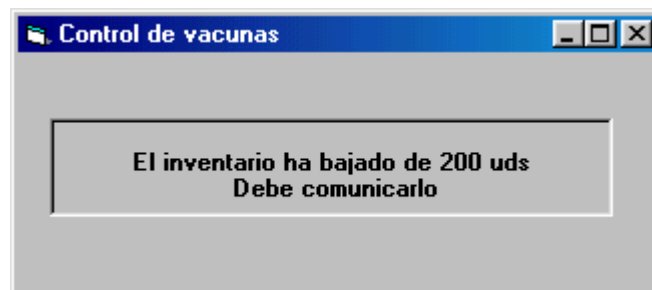 Control de vacunas
El inventario ha bajado de 200 uds
Debe comunicarlo